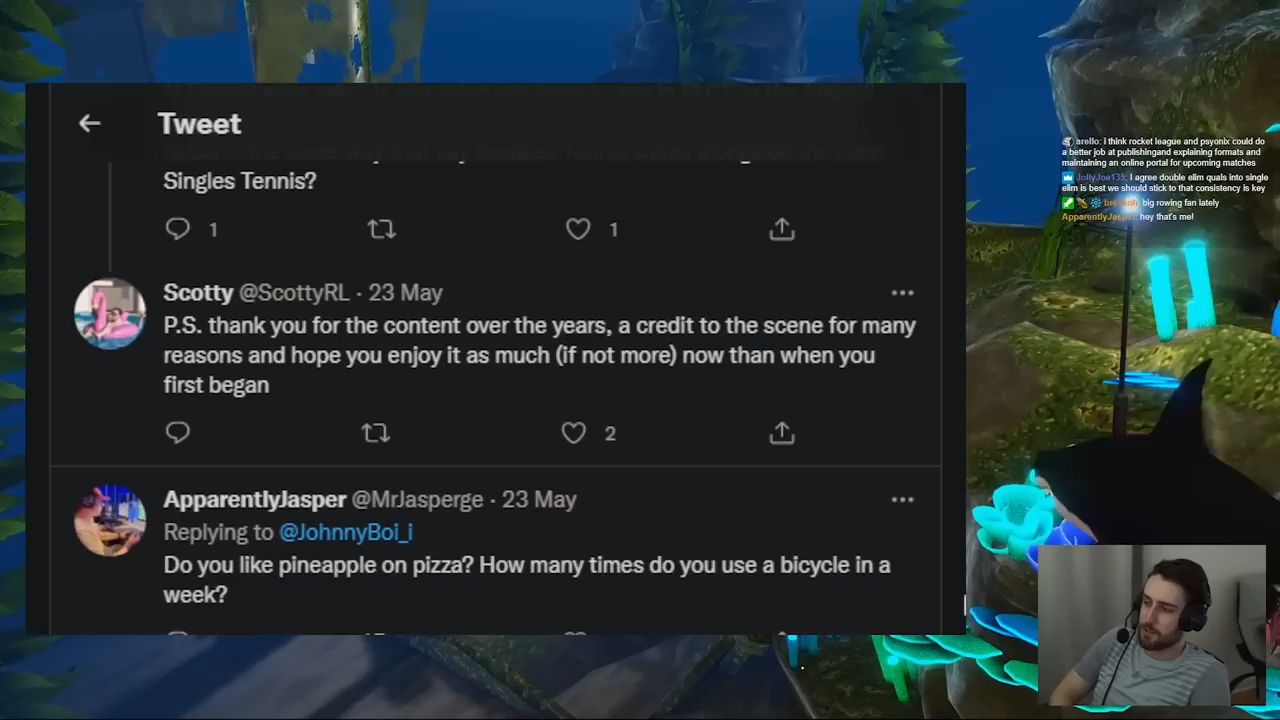 Tweet
Singles Tennis?
1
1
Scotty @ScottyRL · 23 May
P.S. thank you for the content over the years, a credit to the scene for many
reasons and hope you enjoy it as much (if not more) now than when you
first began
2
ApparentlyJasper @MrJasperge · 23 May
Replying to @JohnnyBoi_i
Do you like pineapple on pizza? How many times do you use a bicycle in a
week?
arello: I think rocket league and psyonix could do
a better job at publishingand explaining formats and
maintaining an online portal for upcoming matches
JollyJoe135: I agree double elim quals into single
elim is best we should stick to that consistency is key
big rowing fan lately
ApparentlyJasper: hey that's me!